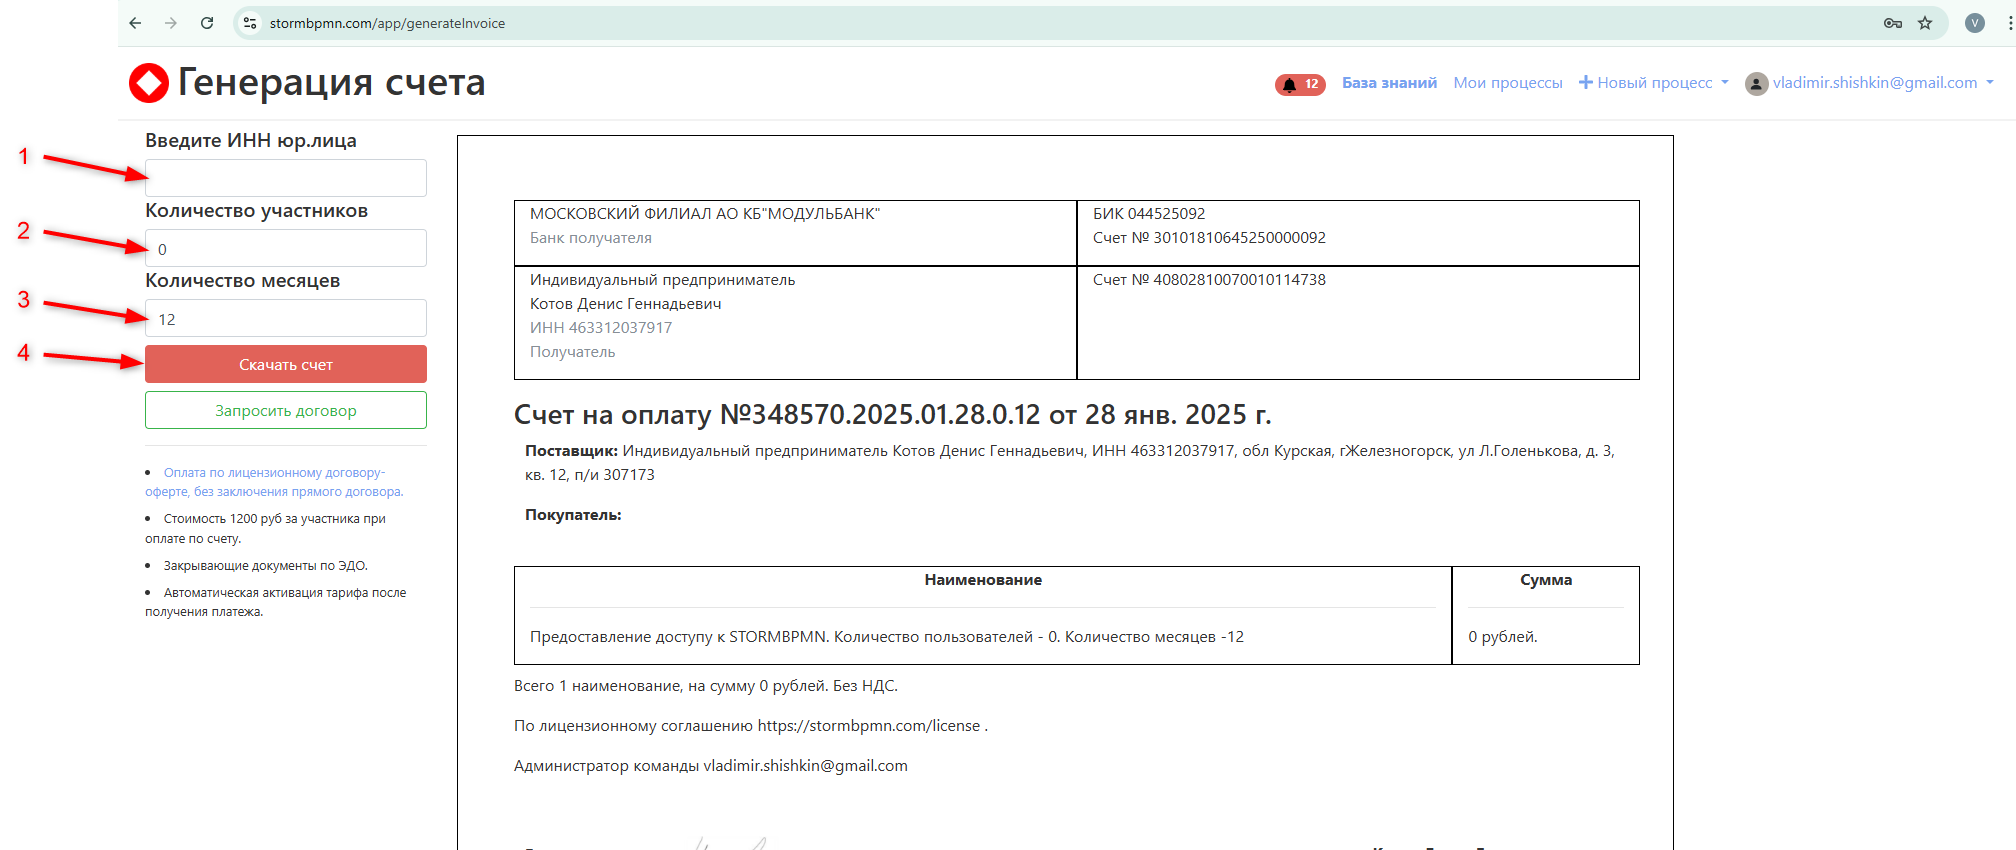 stormbpmn.com/app/generateInvoice
V
Генерация счета
12
База знаний
Мои процессы
Новый процесс
vladimir.shishkin@gmail.com
1
Введите ИНН юр.лица
2
Количество участников
0
3
Количество месяцев
12
4
Скачать счет
Запросить договор
• Оплата по лицензионному договору-
оферте, без заключения прямого договора.
• Стоимость 1200 руб за участника при
оплате по счету.
• Закрывающие документы по ЭДО.
• Автоматическая активация тарифа после
получения платежа.
МОСКОВСКИЙ ФИЛИАЛ АО КБ"МОДУЛЬБАНК"
Банк получателя
БИК 044525092
Счет № 30101810645250000092
Индивидуальный предприниматель
Котов Денис Геннадьевич
ИНН 463312037917
Получатель
Счет № 40802810070010114738
Счет на оплату №348570.2025.01.28.0.12 от 28 янв. 2025 г.
Поставщик: Индивидуальный предприниматель Котов Денис Геннадьевич, ИНН 463312037917, обл Курская, гЖелезногорск, ул Л.Голенькова, д. 3,
кв. 12, п/и 307173
Покупатель:
Наименование
Сумма
Предоставление доступу к STORMBPMN. Количество пользователей - 0. Количество месяцев -12
0 рублей.
Всего 1 наименование, на сумму 0 рублей. Без НДС.
По лицензионному соглашению https://stormbpmn.com/license .
Администратор команды vladimir.shishkin@gmail.com